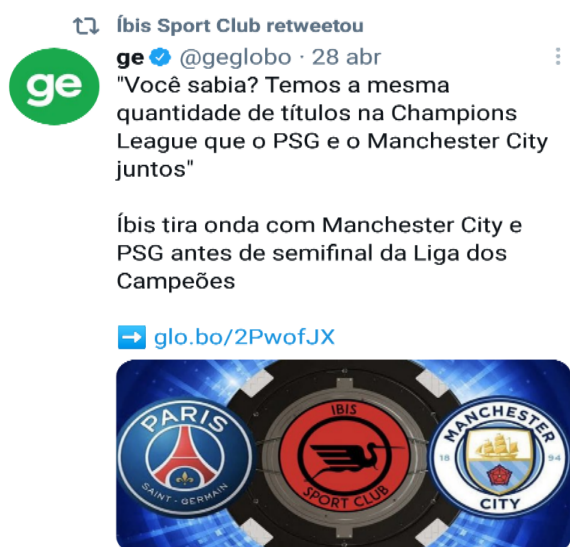 Íbis Sport Club retweetou
ge @geglobo · 28 abr
ge
"Você sabia? Temos a mesma
quantidade de títulos na Champions
League que o PSG e o Manchester City
juntos"
Íbis tira onda com Manchester City e
PSG antes de semifinal da Liga dos
Campeões
➡ glo.bo/2PwofJX
PARIS
SAINT-GERMAIN
IBIS
SPORT CLUB
MANCHESTER
18 94
CITY